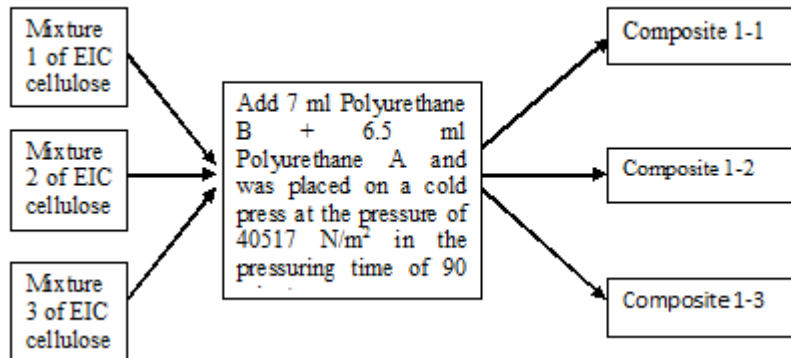 Mixture
1 of EIC
cellulose
Mixture
2 of EIC
cellulose
Mixture
3 of EIC
cellulose
Add 7 ml Polyurethane
B + 6.5 ml
Polyurethane A and
was placed on a cold
press at the pressure of
40517 N/m² in the
pressuring time of 90
Composite 1-1
Composite 1-2
Composite 1-3